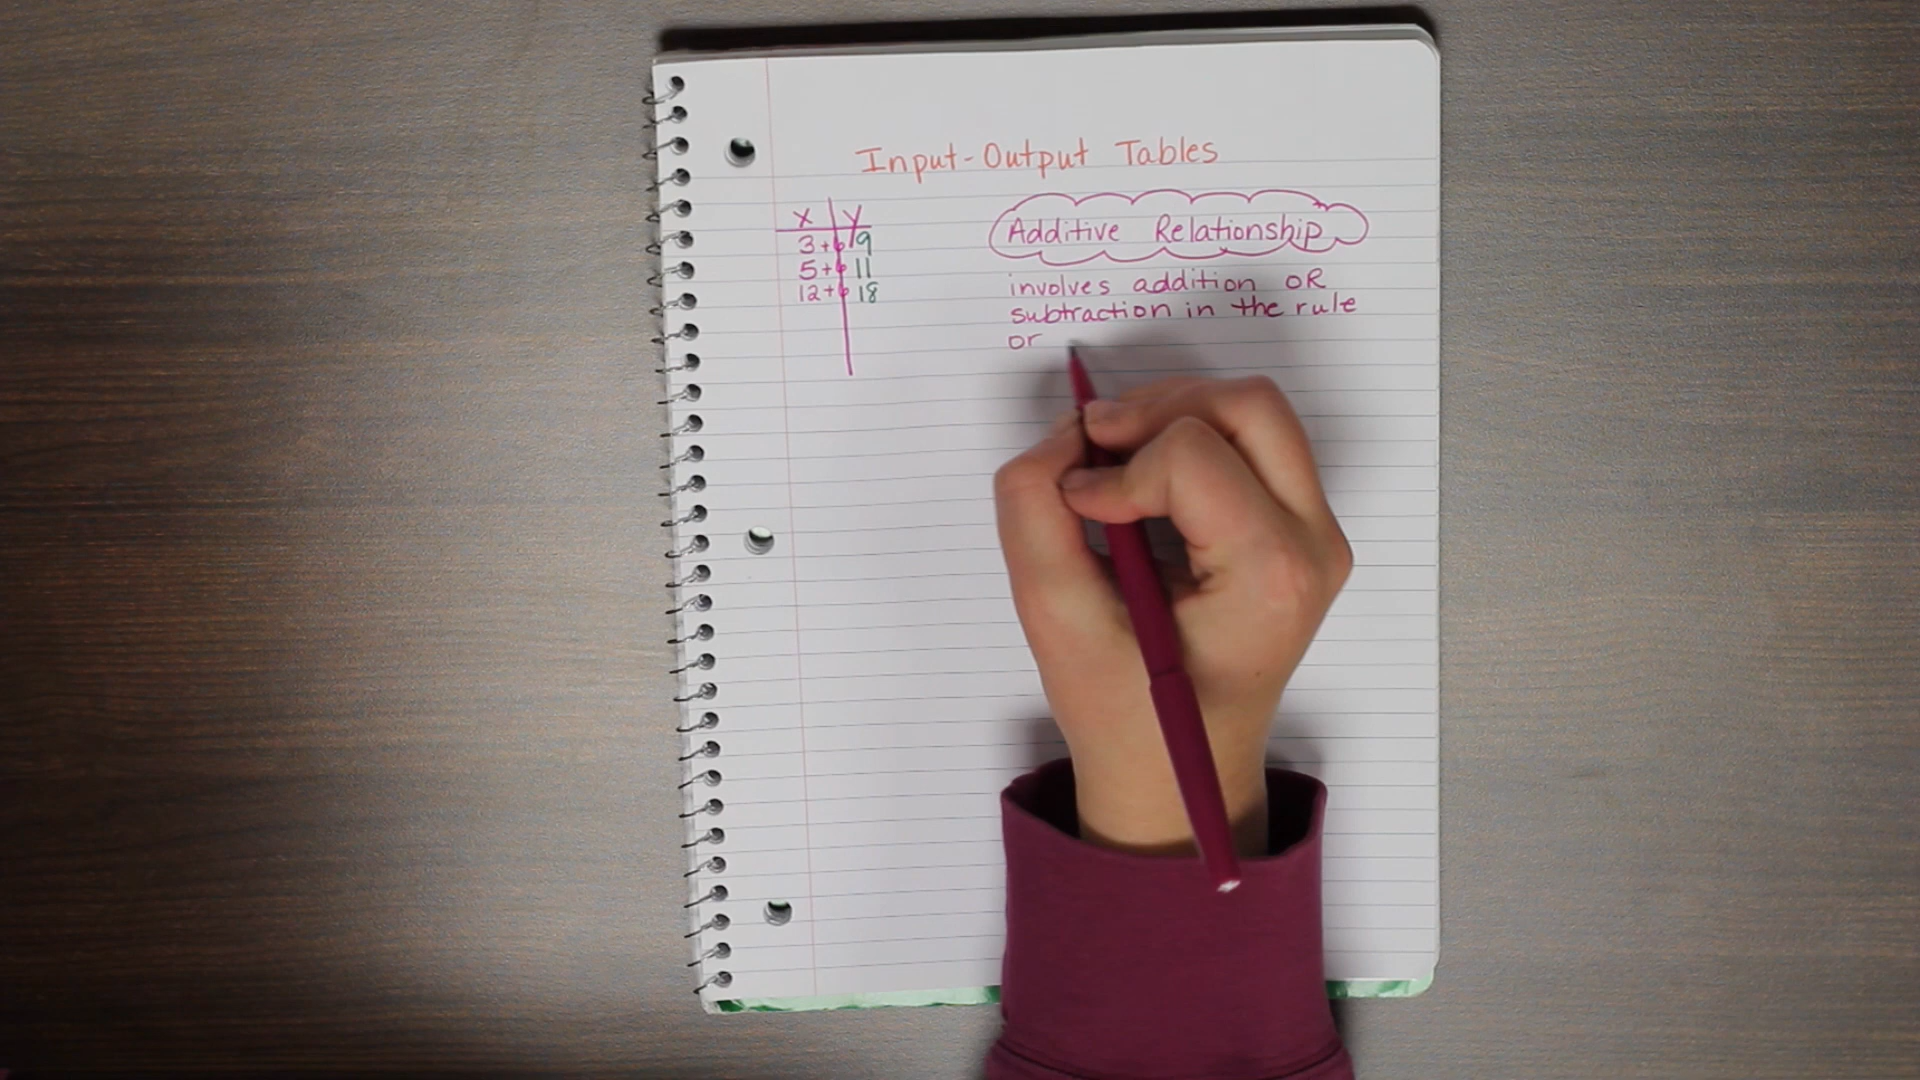 Input-Output Tables
X Y
3+6 9
5+6 11
12+6 18
Additive Relationship
involves addition OR
subtraction in the rule
or